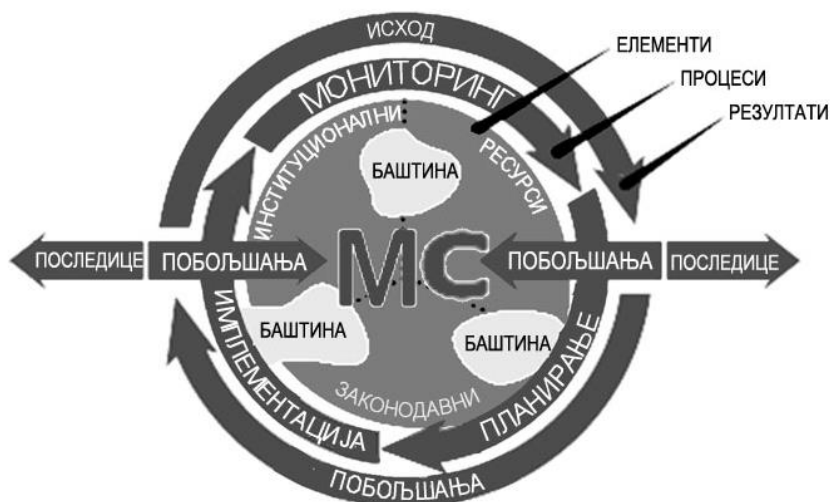 ИСХОД
МОНИТОРИНГ
ЕЛЕМЕНТИ
ПРОЦЕСИ
РЕЗУЛТАТИ
ИНСТИТУЦИОНАЛНИ
РЕСУРСИ
БАШТИНА
МС
ПОСЛЕДИЦЕ
ПОБОЉШАЊА
ПОБОЉШАЊА
ПОСЛЕДИЦЕ
БАШТИНА
БАШТИНА
ЗАКОНОДАВНИ
ИМПЛЕМЕНТАЦИЈА
ПЛАНИРАЊЕ
ПОБОЉШАЊА